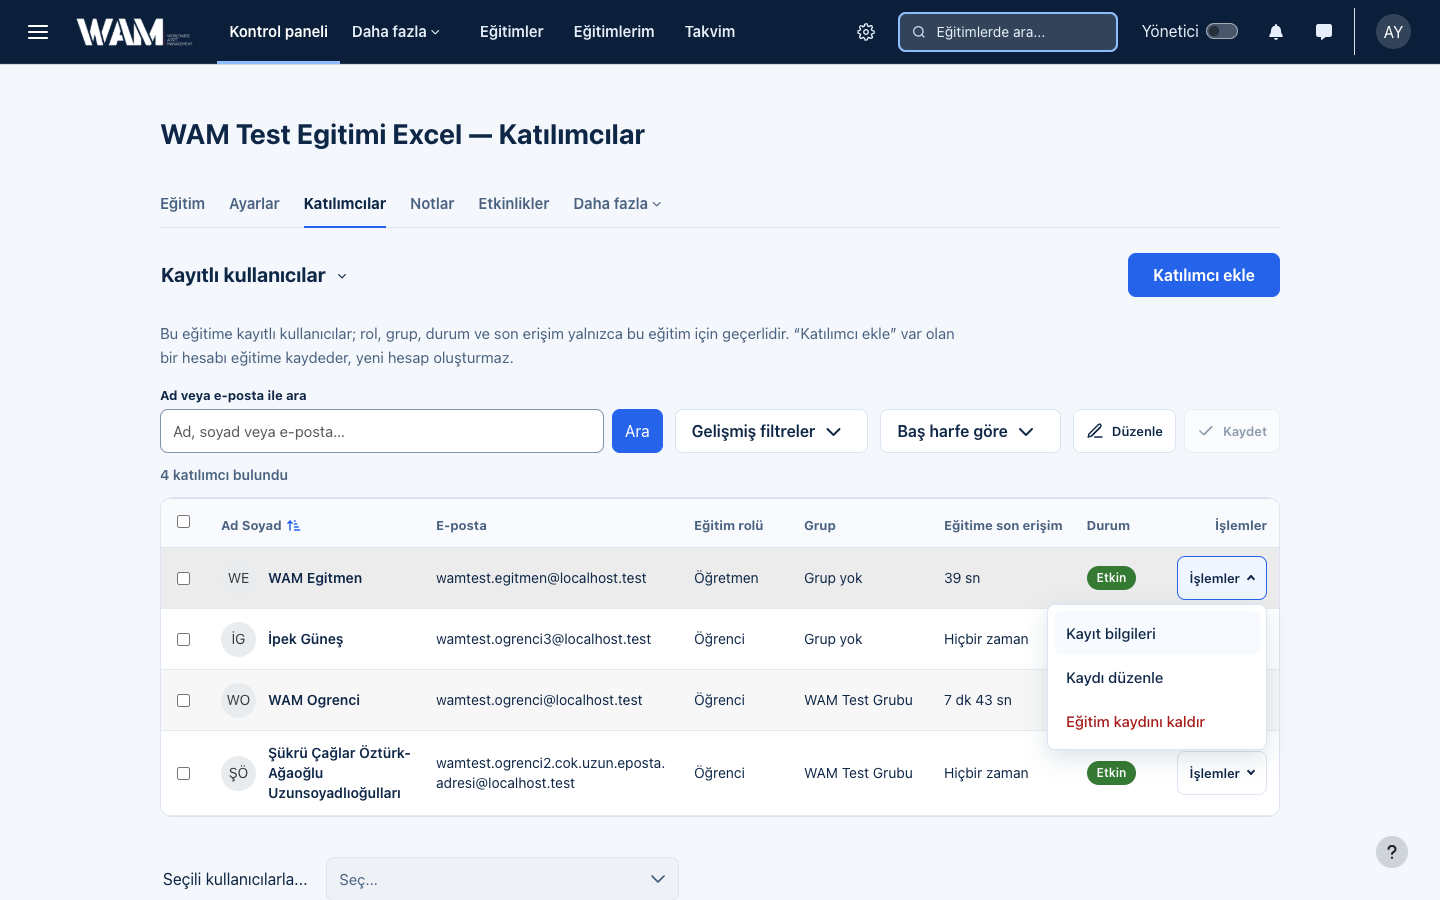 WAM
Kontrol paneli
Daha fazla
Eğitimler
Eğitimlerim
Takvim
Eğitimlerde ara...
Yönetici
AY
WAM Test Egitimi Excel — Katılımcılar
Eğitim
Ayarlar
Katılımcılar
Notlar
Etkinlikler
Daha fazla
Kayıtlı kullanıcılar
Katılımcı ekle
Bu eğitime kayıtlı kullanıcılar; rol, grup, durum ve son erişim yalnızca bu eğitim için geçerlidir. “Katılımcı ekle” var olan
bir hesabı eğitime kaydeder, yeni hesap oluşturmaz.
Ad veya e-posta ile ara
Ad, soyad veya e-posta...
Ara
Gelişmiş filtreler
Baş harfe göre
Düzenle
Kaydet
4 katılımcı bulundu
Ad Soyad
E-posta
Eğitim rolü
Grup
Eğitime son erişim
Durum
İşlemler
WE
WAM Egitmen
wamtest.egitmen@localhost.test
Öğretmen
Grup yok
39 sn
Etkin
İşlemler
İG
İpek Güneş
wamtest.ogrenci3@localhost.test
Öğrenci
Grup yok
Hiçbir zaman
Kayıt bilgileri
Kaydı düzenle
Eğitim kaydını kaldır
WO
WAM Ogrenci
wamtest.ogrenci@localhost.test
Öğrenci
WAM Test Grubu
7 dk 43 sn
ŞÖ
Şükrü Çağlar Öztürk-
Ağaoğlu
Uzunsoyadlıoğulları
wamtest.ogrenci2.cok.uzun.eposta.
adresi@localhost.test
Öğrenci
WAM Test Grubu
Hiçbir zaman
Etkin
İşlemler
Seçili kullanıcılarla...
Seç...
?